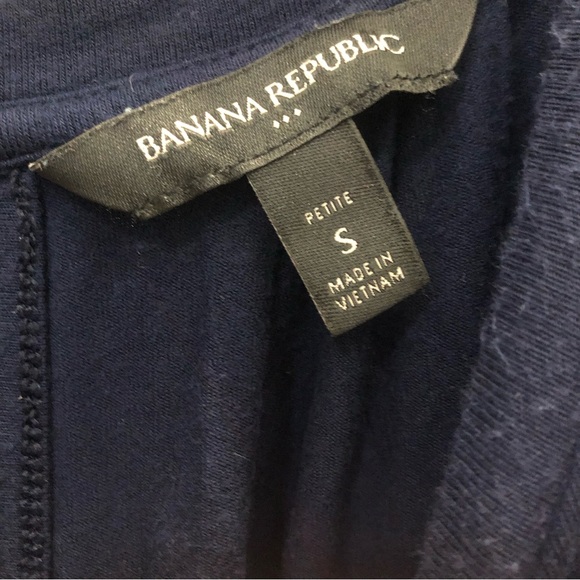 BANANA REPUBLIC
PETITE
S
MADE IN
VIETNAM